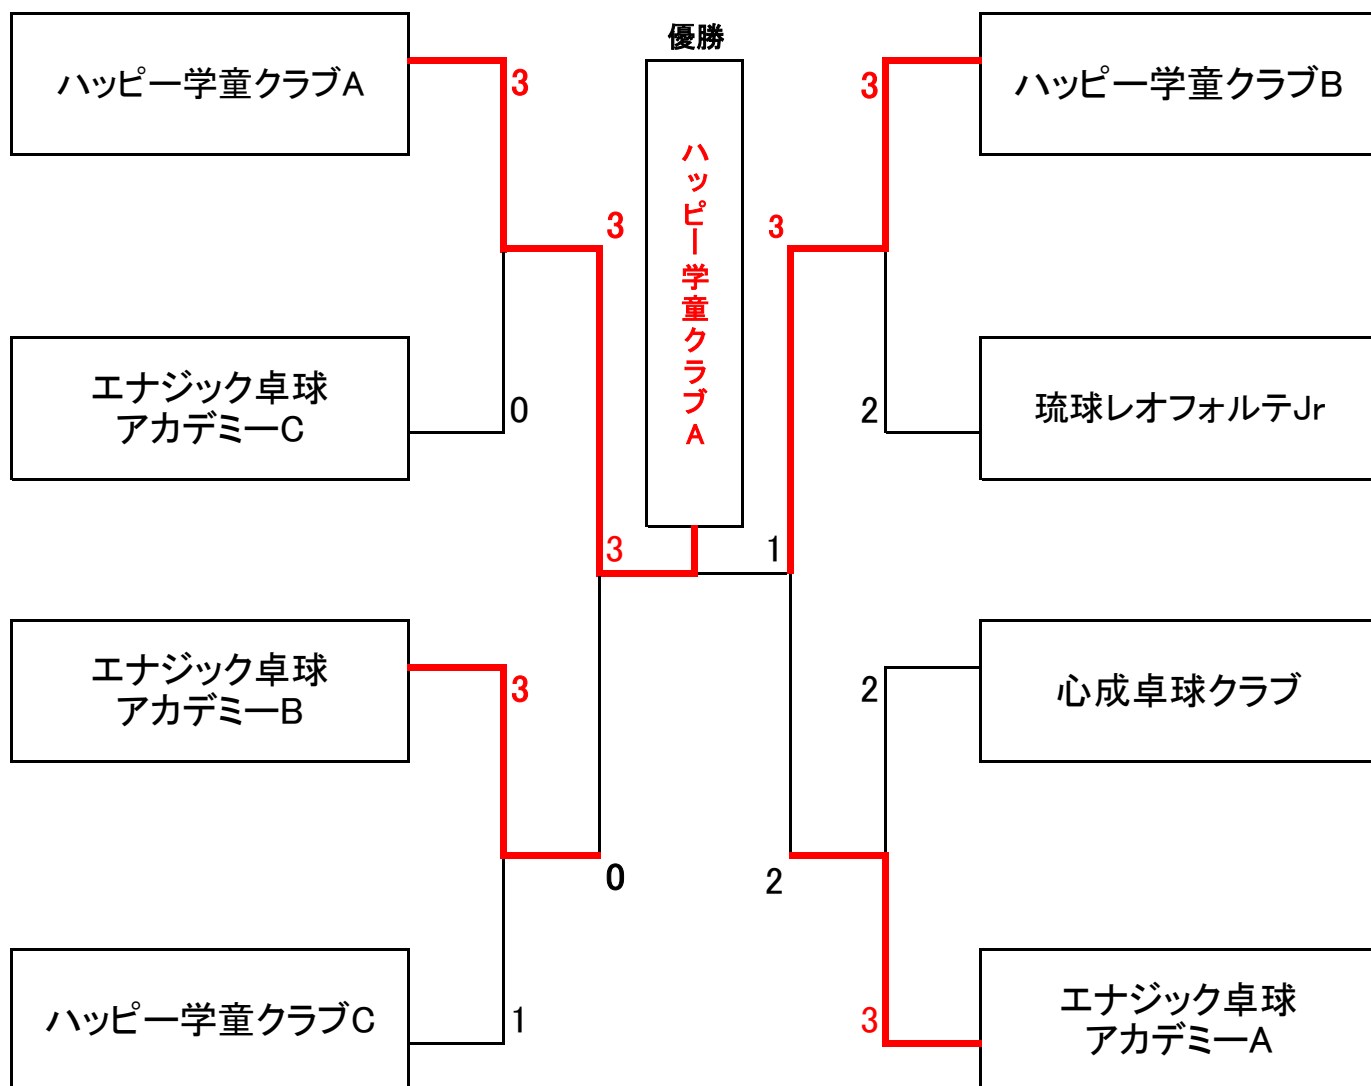 優勝
ハッピー学童クラブA
3
3
ハッピー学童クラブB
ハッピー学童クラブA
3
3
エナジック卓球
アカデミーC
0
2
琉球レオフォルテJr
3
1
エナジック卓球
アカデミーB
3
2
心成卓球クラブ
0
2
ハッピー学童クラブC
1
3
エナジック卓球
アカデミーA